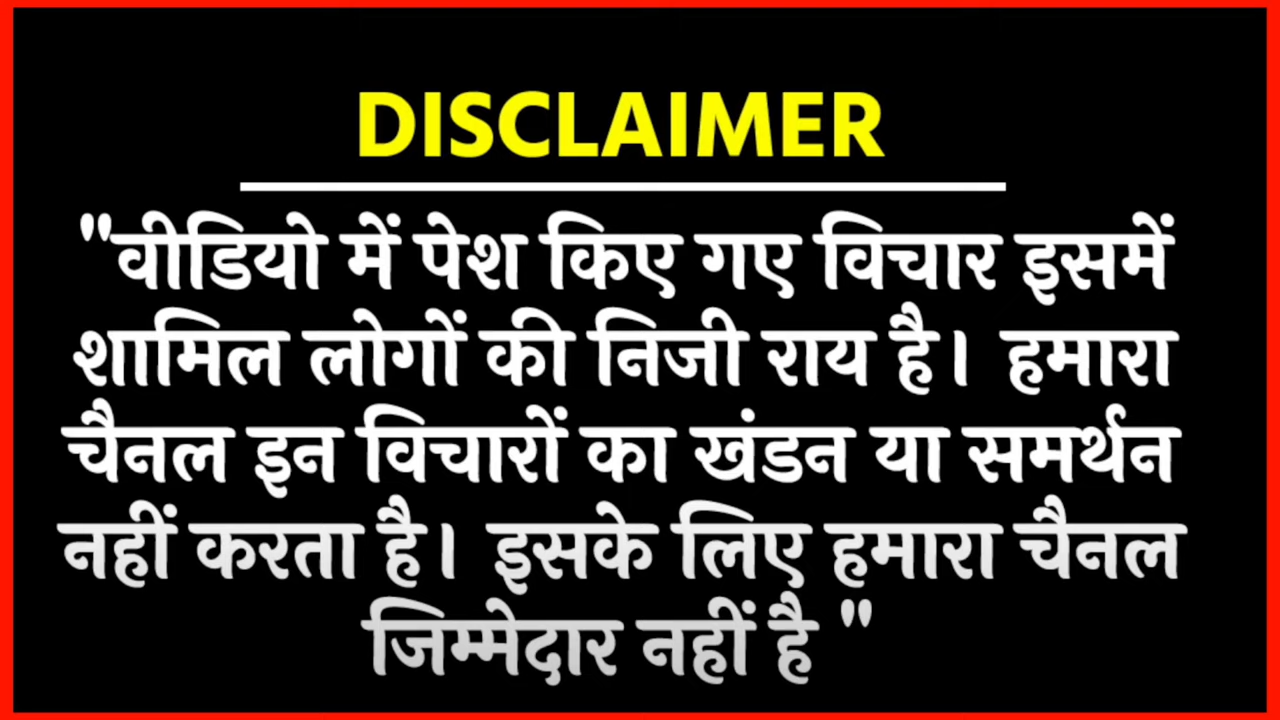 DISCLAIMER
"वीडियो में पेश किए गए विचार इसमें
शामिल लोगों की निजी राय है। हमारा
चैनल इन विचारों का खंडन या समर्थन
नहीं करता है। इसके लिए हमारा चैनल
जिम्मेदार नहीं है "